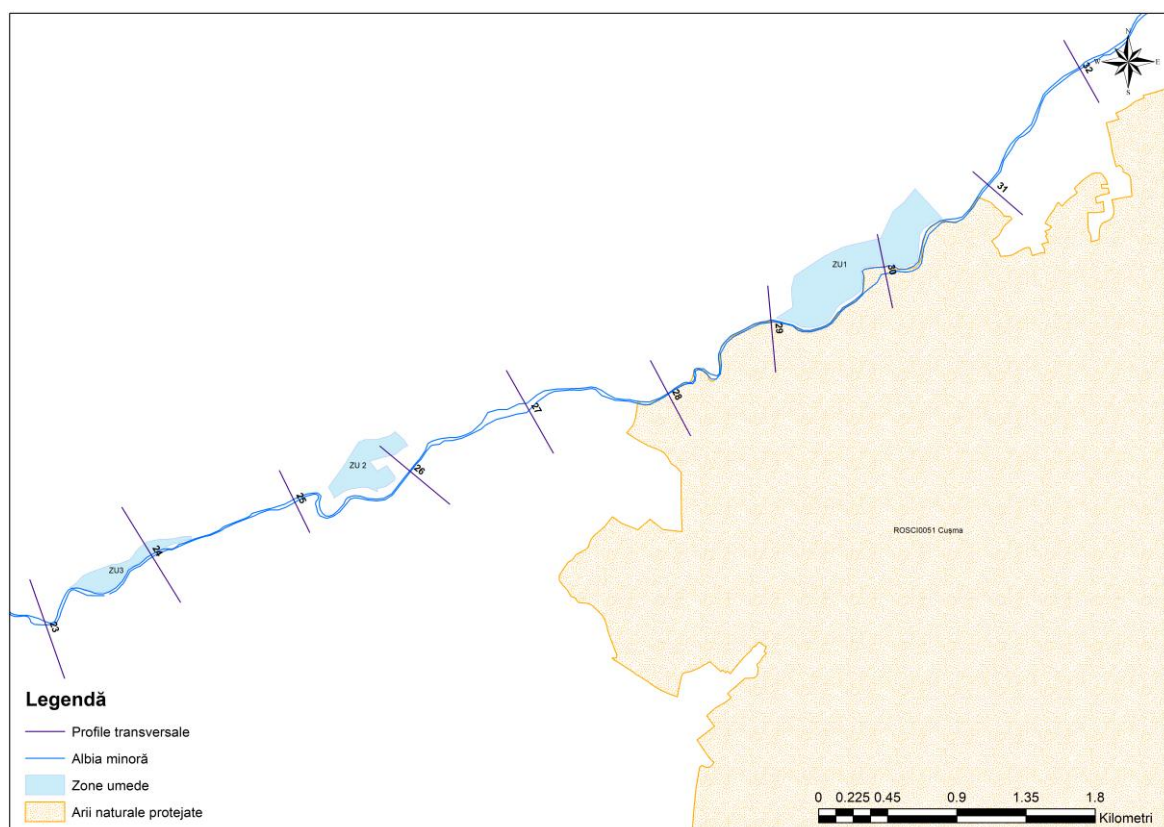 N
W E
S
32
31
ZU1
30
29
28
27
26
ZU 2
25
24
ZU3
23
ROSCI0051 Cușma
Legendă
Profile transversale
Albia minoră
Zone umede
Arii naturale protejate
0 0.225 0.45 0.9 1.35 1.8
Kilometri